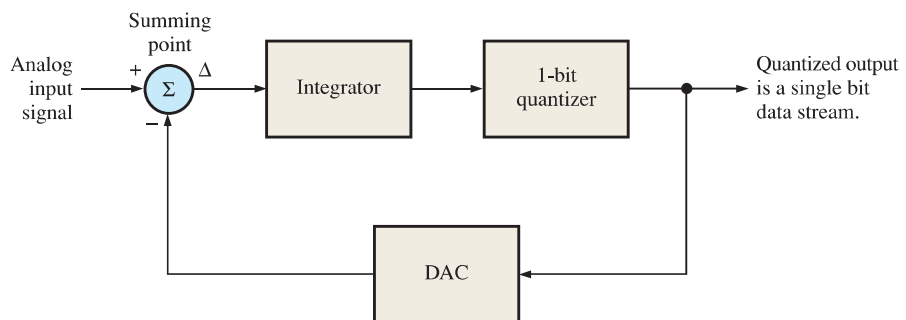 Summing
point
Analog
input
signal
+
Σ
Δ
−
Integrator
1-bit
quantizer
Quantized output
is a single bit
data stream.
DAC